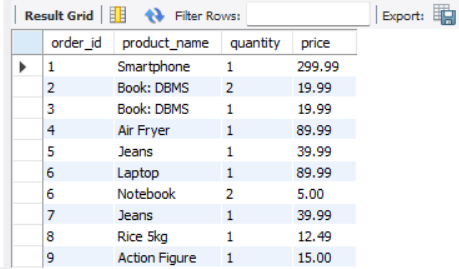 Result Grid Filter Rows: Export:
order_id product_name quantity price
1 Smartphone 1 299.99
2 Book: DBMS 2 19.99
3 Book: DBMS 1 19.99
4 Air Fryer 1 89.99
5 Jeans 1 39.99
6 Laptop 1 89.99
6 Notebook 2 5.00
7 Jeans 1 39.99
8 Rice 5kg 1 12.49
9 Action Figure 1 15.00